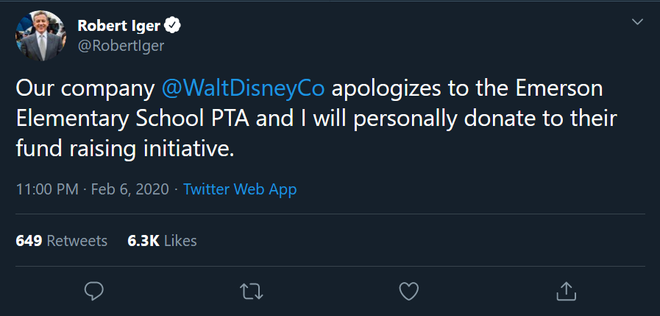 Robert Iger
@RobertIger
Our company @WaltDisneyCo apologizes to the Emerson
Elementary School PTA and I will personally donate to their
fund raising initiative.
11:00 PM · Feb 6, 2020 · Twitter Web App
649 Retweets 6.3K Likes